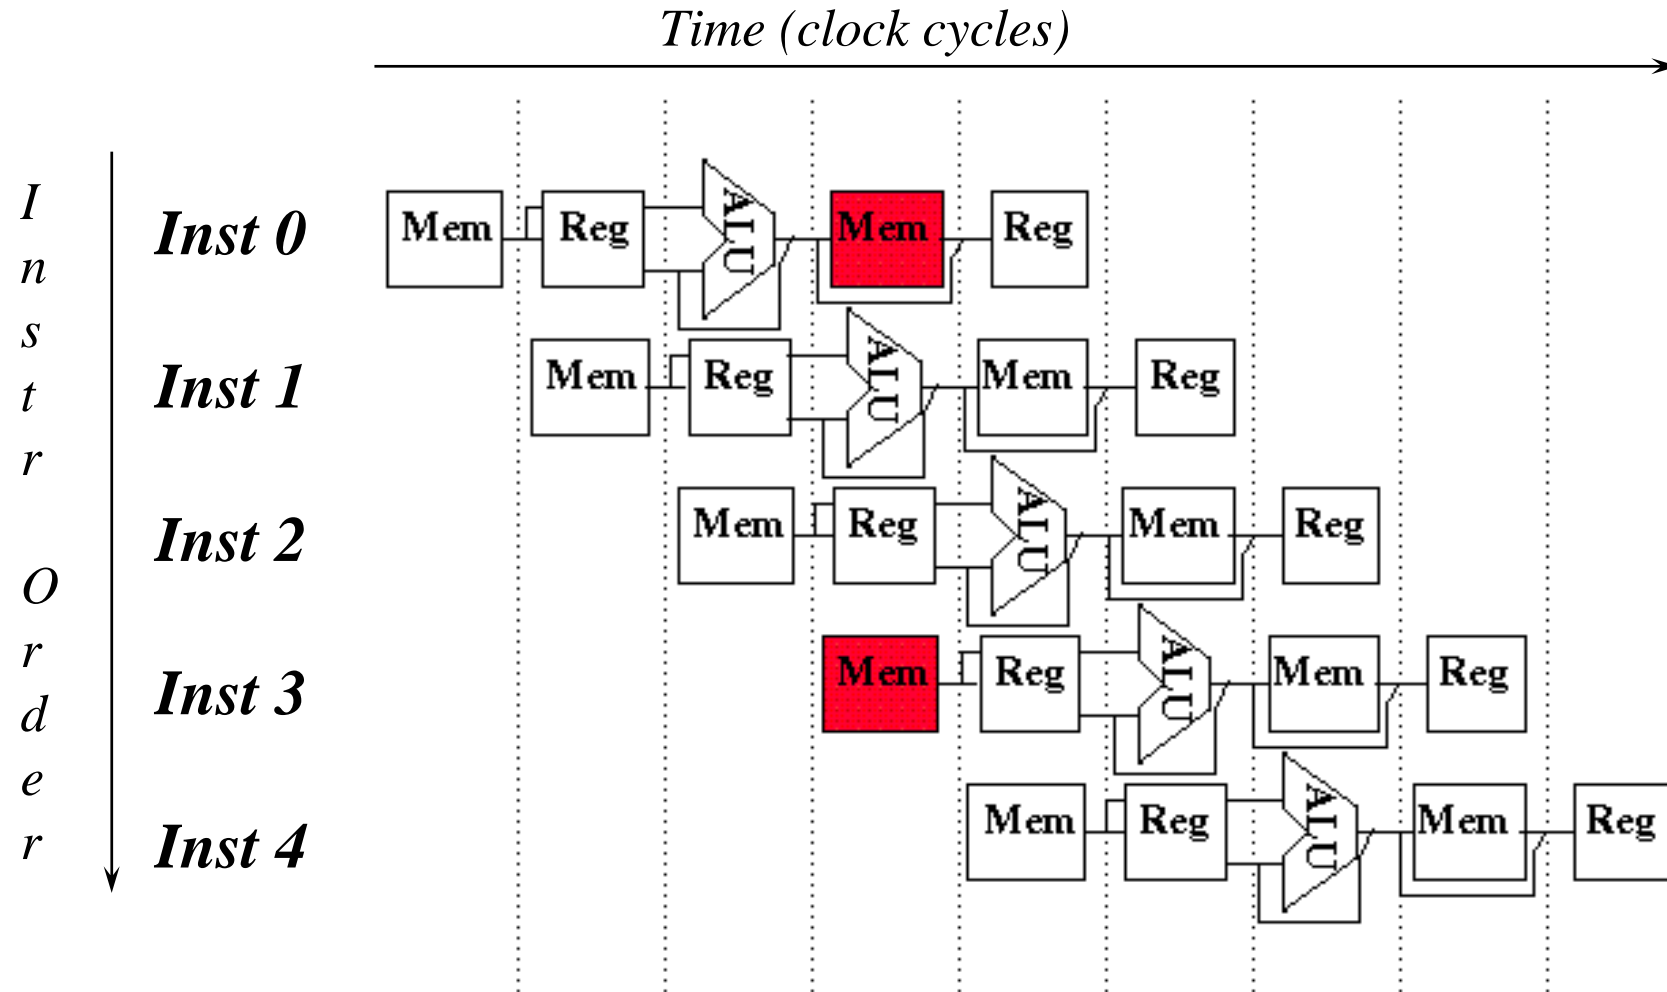 Time (clock cycles)
Instr Order
Inst 0 Mem Reg ALU Mem Reg
Inst 1 Mem Reg ALU Mem Reg
Inst 2 Mem Reg ALU Mem Reg
Inst 3 Mem Reg ALU Mem Reg
Inst 4 Mem Reg ALU Mem Reg